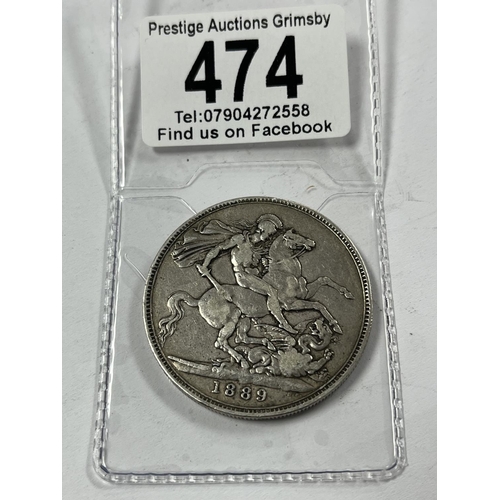 Prestige Auctions Grimsby
474
Tel:07904272558
Find us on Facebook
1889